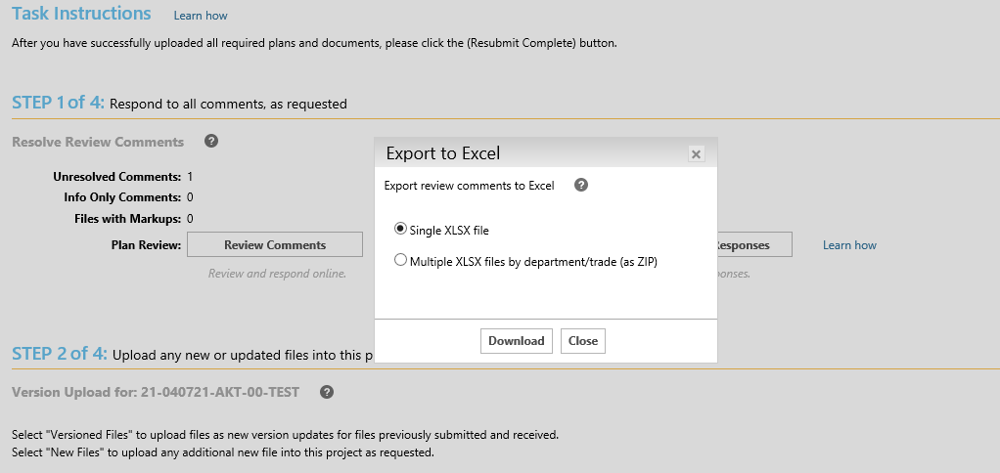 Task Instructions Learn how
After you have successfully uploaded all required plans and documents, please click the (Resubmit Complete) button.
STEP 1 of 4: Respond to all comments, as requested
Resolve Review Comments ?
Unresolved Comments: 1
Info Only Comments: 0
Files with Markups: 0
Plan Review: Review Comments Learn how
Review and respond online.
Export to Excel
Export review comments to Excel ?
Single XLSX file
Multiple XLSX files by department/trade (as ZIP)
Download Close
STEP 2 of 4: Upload any new or updated files into this
Version Upload for: 21-040721-AKT-00-TEST ?
Select "Versioned Files" to upload files as new version updates for files previously submitted and received.
Select "New Files" to upload any additional new file into this project as requested.